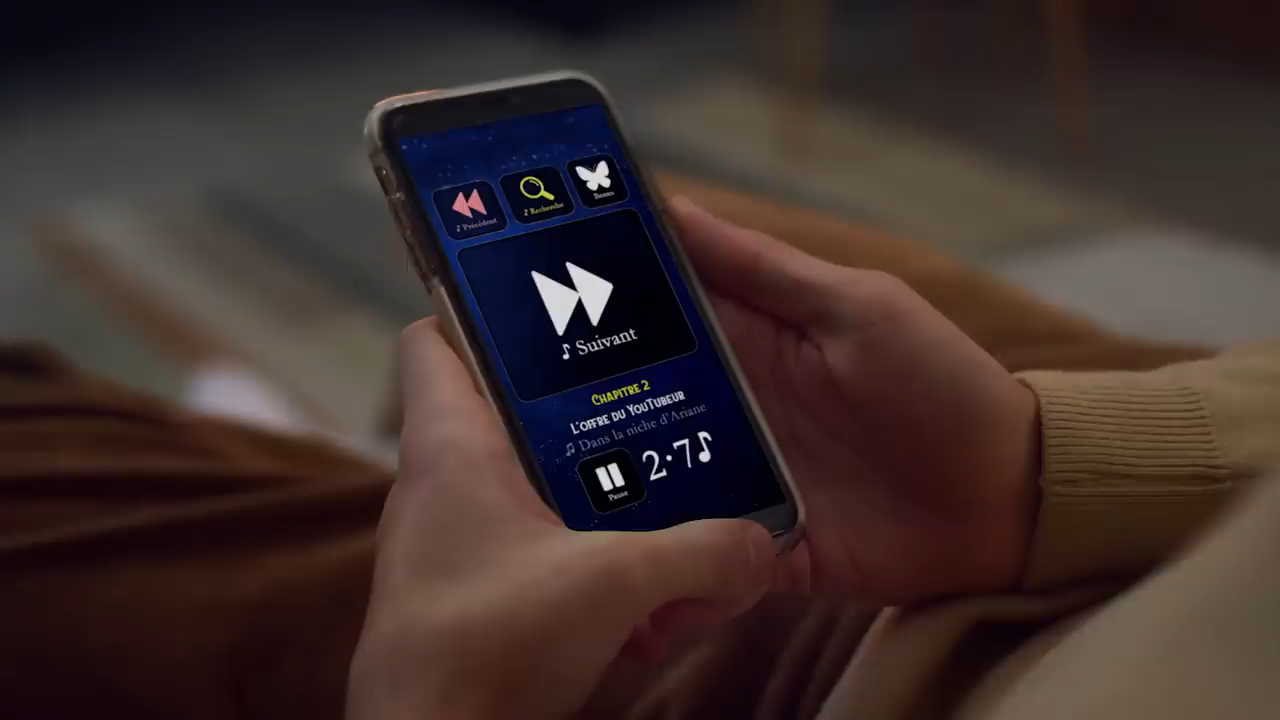 ♪ Précédent
♪ Recherche
Bonus
♪ Suivant
CHAPITRE 2
L'OFFRE DU YOUTUBEUR
♫ Dans la niche d'Ariane
Pause
2·7♪